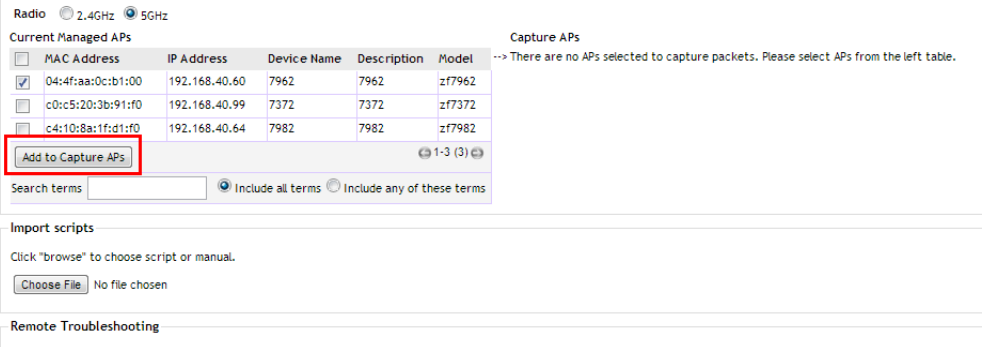 Radio 2.4GHz 5GHz
Current Managed APs
MAC Address IP Address Device Name Description Model
04:4f:aa:0c:b1:00 192.168.40.60 7962 7962 zf7962
c0:c5:20:3b:91:f0 192.168.40.99 7372 7372 zf7372
c4:10:8a:1f:d1:f0 192.168.40.64 7982 7982 zf7982
Add to Capture APs 1-3 (3)
Search terms Include all terms Include any of these terms
Capture APs
--> There are no APs selected to capture packets. Please select APs from the left table.
Import scripts
Click "browse" to choose script or manual.
Choose File No file chosen
Remote Troubleshooting